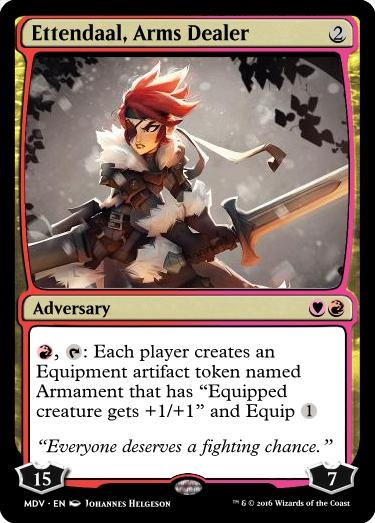 Ettendaal, Arms Dealer 2
Adversary
: Each player creates an
Equipment artifact token named
Armament that has “Equipped
creature gets +1/+1” and Equip 1
“Everyone deserves a fighting chance.”
15
7
MDV • EN Johannes Helgeson
™ & © 2016 Wizards of the Coast